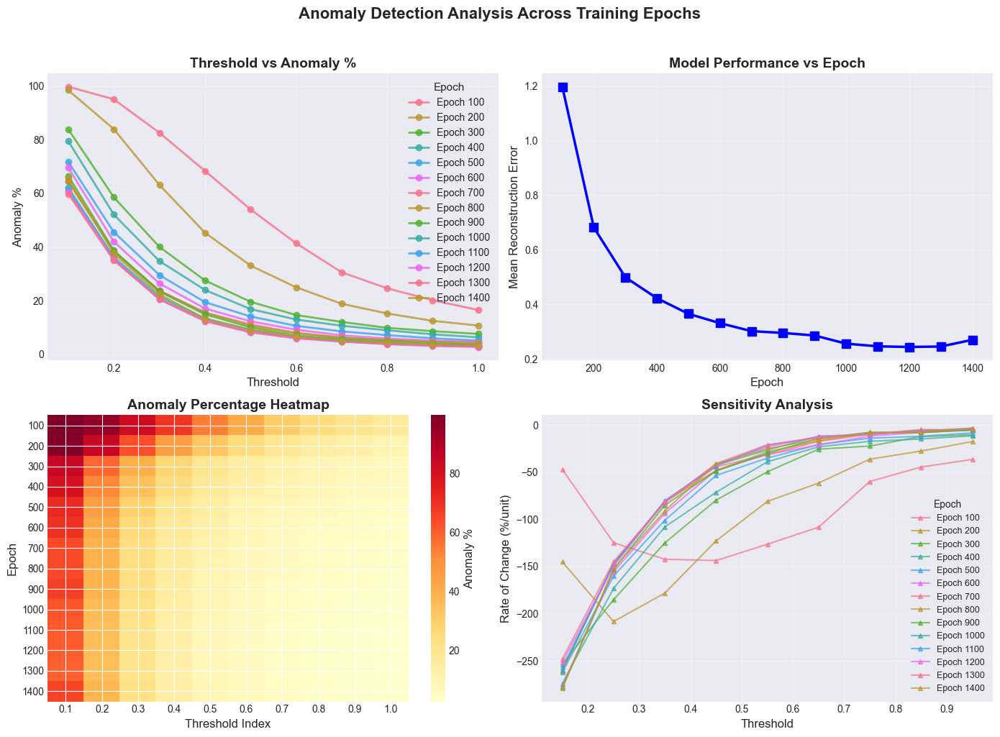 Anomaly Detection Analysis Across Training Epochs
Threshold vs Anomaly %
100
80
60
40
20
0
Anomaly %
0.2 0.4 0.6 0.8 1.0
Threshold
Epoch
Epoch 100
Epoch 200
Epoch 300
Epoch 400
Epoch 500
Epoch 600
Epoch 700
Epoch 800
Epoch 900
Epoch 1000
Epoch 1100
Epoch 1200
Epoch 1300
Epoch 1400
Model Performance vs Epoch
1.2
1.0
0.8
0.6
0.4
0.2
Mean Reconstruction Error
200 400 600 800 1000 1200 1400
Epoch
Anomaly Percentage Heatmap
100
200
300
400
500
600
700
800
900
1000
1100
1200
1300
1400
Epoch
0.1 0.2 0.3 0.4 0.5 0.6 0.7 0.8 0.9 1.0
Threshold Index
80
60
40
20
Anomaly %
Sensitivity Analysis
0
−50
−100
−150
−200
−250
Rate of Change (%/unit)
0.2 0.3 0.4 0.5 0.6 0.7 0.8 0.9
Threshold
Epoch
Epoch 100
Epoch 200
Epoch 300
Epoch 400
Epoch 500
Epoch 600
Epoch 700
Epoch 800
Epoch 900
Epoch 1000
Epoch 1100
Epoch 1200
Epoch 1300
Epoch 1400